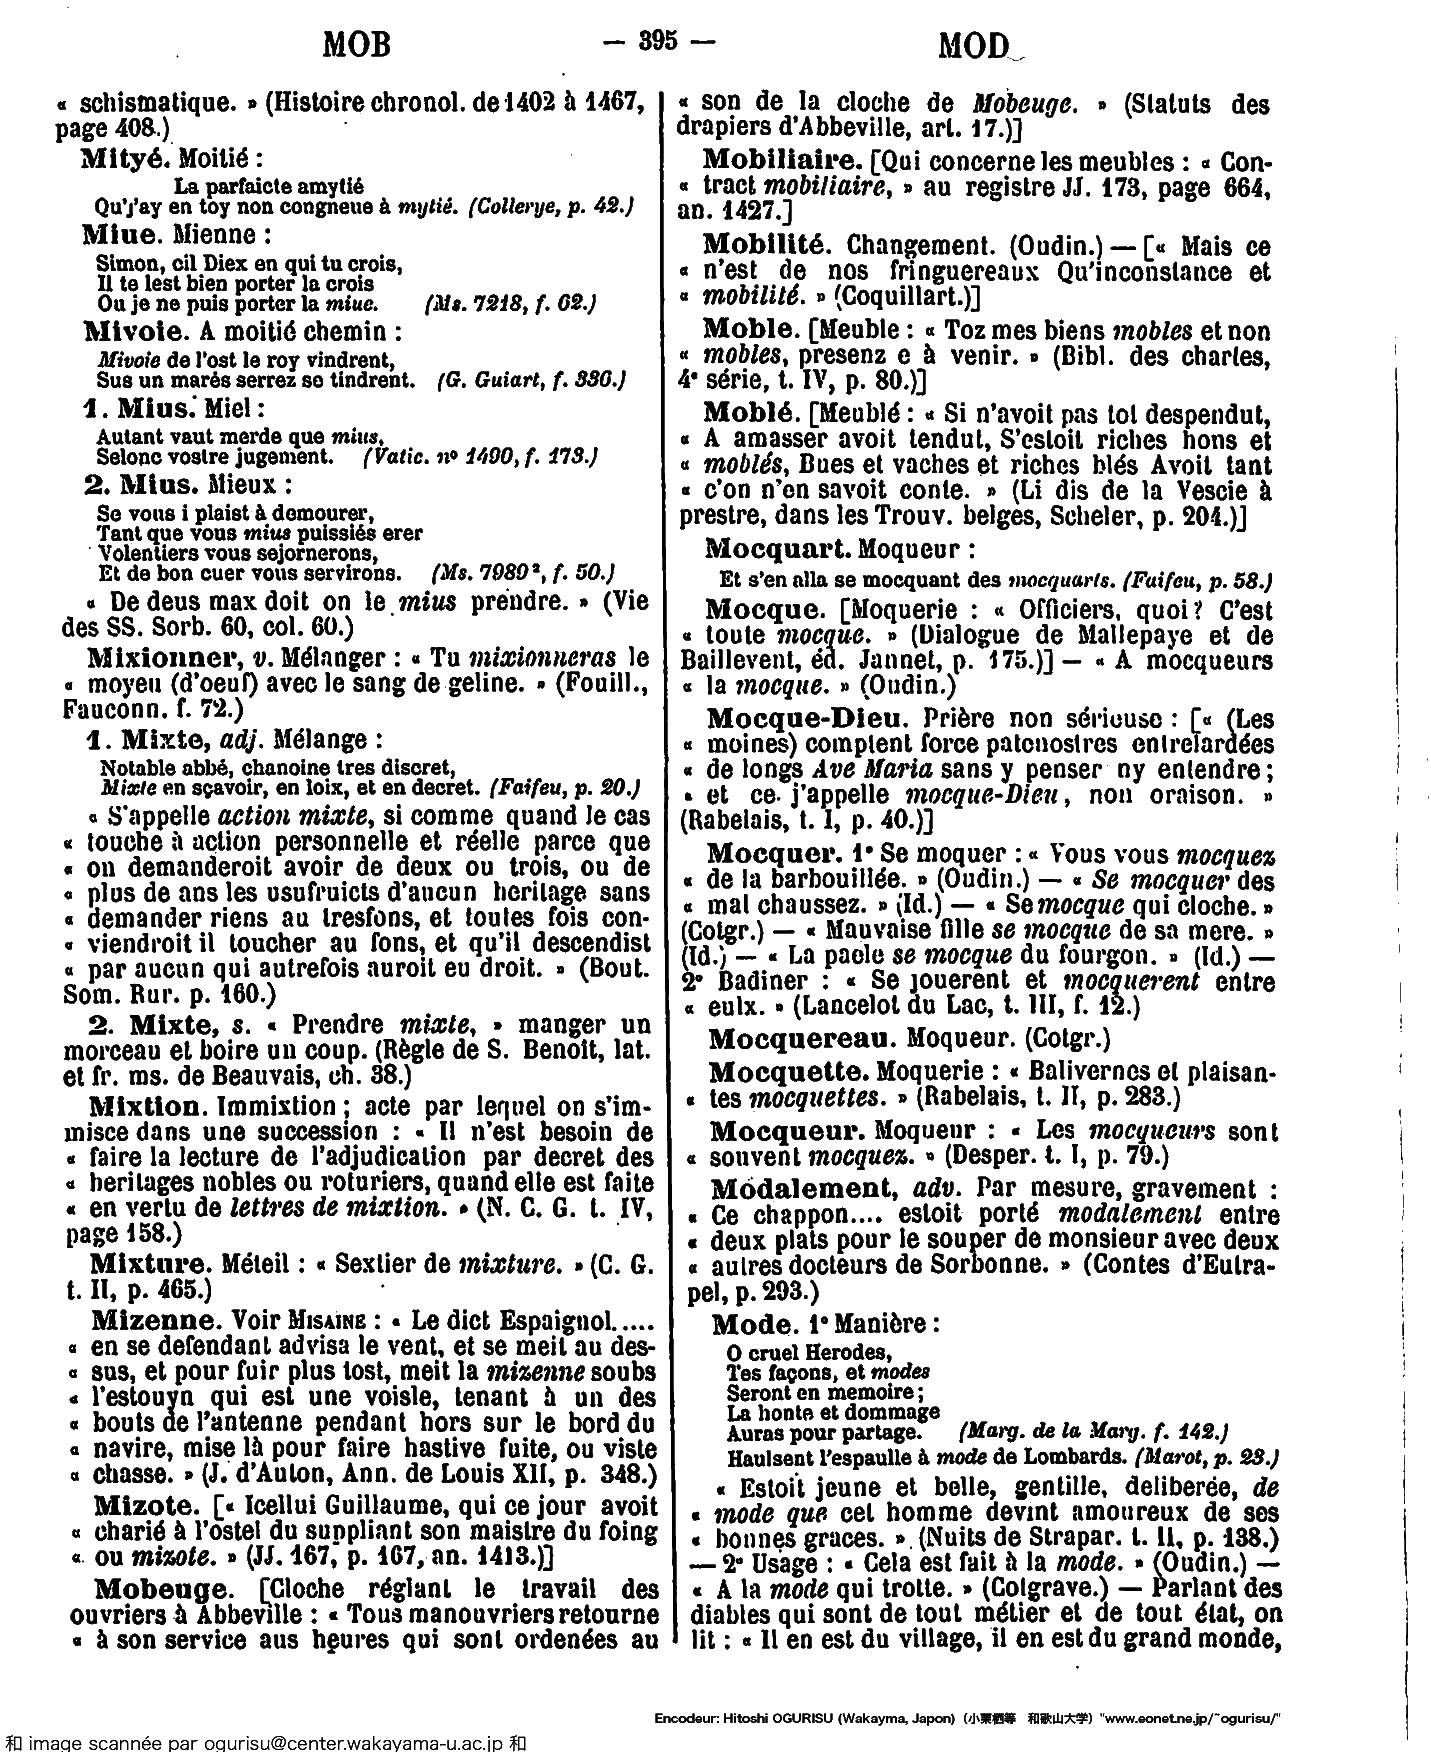 MOB — 395 — MOD
« schismatique. » (Histoire chronol. de 1402 à 1467,
page 408.)
Mityé. Moitié :
La parfaicte amytié
Qu'j'ay en toy non congneue à mytié. (Collerye, p. 42.)
Miue. Mienne :
Simon, cil Diex en qui tu crois,
Il te lest bien porter la crois
Ou je ne puis porter la miue. (Ms. 7218, f. 62.)
Mivoie. A moitié chemin :
Mivoie de l'ost le roy vindrent,
Sus un marés serrez se tindrent. (G. Guiart, f. 336.)
1. Mius. Miel :
Autant vaut merde que mius,
Selonc vostre jugement. (Vatic. nº 1490, f. 173.)
2. Mius. Mieux :
Se vous i plaist à demourer,
Tant que vous mius puissiés erer
Volentiers vous sejornerons,
Et de bon cuer vous servirons. (Ms. 7989², f. 50.)
« De deus max doit on le mius prendre. » (Vie
des SS. Sorb. 60, col. 60.)
Mixionner, v. Mélanger : « Tu mixionneras le
« moyeu (d'oeuf) avec le sang de geline. » (Fouill.,
Fauconn. f. 72.)
1. Mixte, adj. Mélange :
Notable abbé, chanoine tres discret,
Mixte en sçavoir, en loix, et en decret. (Faifeu, p. 20.)
« S'appelle action mixte, si comme quand le cas
« touche à action personnelle et réelle parce que
« on demanderoit avoir de deux ou trois, ou de
« plus de ans les usufruicts d'aucun heritage sans
« demander riens au tresfons, et toutes fois con-
« viendroit il toucher au fons, et qu'il descendist
« par aucun qui autrefois auroit eu droit. » (Bout.
Som. Rur. p. 160.)
2. Mixte, s. « Prendre mixte, » manger un
morceau et boire un coup. (Règle de S. Benoit, lat.
et fr. ms. de Beauvais, ch. 38.)
Mixtion. Immixtion ; acte par lequel on s'im-
misce dans une succession : « Il n'est besoin de
« faire la lecture de l'adjudication par decret des
« heritages nobles ou roturiers, quand elle est faite
« en vertu de lettres de mixtion. » (N. C. G. t. IV,
page 158.)
Mixture. Méteil : « Sextier de mixture. » (C. G.
t. II, p. 465.)
Mizenne. Voir MISAINE : « Le dict Espaignol.....
« en se defendant advisa le vent, et se meit au des-
« sus, et pour fuir plus tost, meit la mizenne soubs
« l'estouyn qui est une voisle, tenant à un des
« bouts de l'antenne pendant hors sur le bord du
« navire, mise là pour faire hastive fuite, ou viste
« chasse. » (J. d'Auton, Ann. de Louis XII, p. 348.)
Mizote. [« Icellui Guillaume, qui ce jour avoit
« charié à l'ostel du suppliant son maistre du foing
« ou mizote. » (JJ. 167, p. 167, an. 1413.)]
Mobeuge. [Cloche réglant le travail des
ouvriers à Abbeville : « Tous manouvriers retourne
« à son service aus heures qui sont ordenées au
« son de la cloche de Mobeuge. » (Statuts des
drapiers d'Abbeville, art. 17.)]
Mobiliaire. [Qui concerne les meubles : « Con-
« tract mobiliaire, » au registre JJ. 173, page 664,
an. 1427.]
Mobilité. Changement. (Oudin.) — [« Mais ce
« n'est de nos fringuereaux Qu'inconstance et
« mobilité. » (Coquillart.)]
Moble. [Meuble : « Toz mes biens mobles et non
« mobles, presenz e à venir. » (Bibl. des chartes,
4e série, t. IV, p. 80.)]
Moblé. [Meublé : « Si n'avoit pas tot despendut,
« A amasser avoit tendut, S'estoit riches hons et
« moblés, Bues et vaches et riches blés Avoit tant
« c'on n'en savoit conte. » (Li dis de la Vescie à
prestre, dans les Trouv. belges, Scheler, p. 204.)]
Mocquart. Moqueur :
Et s'en alla se mocquant des mocquarts. (Faifeu, p. 58.)
Mocque. [Moquerie : « Officiers, quoi? C'est
« toute mocque. » (Dialogue de Mallepaye et de
Baillevent, éd. Jannet, p. 175.)] — « A mocqueurs
« la mocque. » (Oudin.)
Mocque-Dieu. Prière non sérieuse : [« (Les
« moines) comptent force patenostres entrelardées
« de longs Ave Maria sans y penser ny entendre ;
« et ce j'appelle mocque-Dieu, non oraison. »
(Rabelais, t. I, p. 40.)]
Mocquer. 1º Se moquer : « Vous vous mocquez
« de la barbouillée. » (Oudin.) — « Se mocquer des
« mal chaussez. » (Id.) — « Se mocque qui cloche. »
(Cotgr.) — « Mauvaise fille se mocque de sa mere. »
(Id.) — « La paele se mocque du fourgon. » (Id.) —
2º Badiner : « Se jouerent et mocquerent entre
« eulx. » (Lancelot du Lac, t. III, f. 12.)
Mocquereau. Moqueur. (Cotgr.)
Mocquette. Moquerie : « Balivernes et plaisan-
« tes mocquettes. » (Rabelais, t. II, p. 283.)
Mocqueur. Moqueur : « Les mocqueurs sont
« souvent mocquez. » (Desper. t. I, p. 79.)
Modalement, adv. Par mesure, gravement :
« Ce chappon.... estoit porté modalement entre
« deux plats pour le souper de monsieur avec deux
« autres docteurs de Sorbonne. » (Contes d'Eutra-
pel, p. 293.)
Mode. 1º Manière :
O cruel Herodes,
Tes façons, et modes
Seront en memoire ;
La honte et dommage
Auras pour partage. (Marg. de la Marg. f. 142.)
Haulsent l'espaulle à mode de Lombards. (Marot, p. 23.)
« Estoit jeune et belle, gentille, deliberée, de
« mode que cet homme devint amoureux de ses
« bonnes graces. » (Nuits de Strapar. t. II, p. 138.)
— 2º Usage : « Cela est fait à la mode. » (Oudin.) —
« A la mode qui trotte. » (Cotgrave.) — Parlant des
diables qui sont de tout métier et de tout état, on
lit : « Il en est du village, il en est du grand monde,
Encodeur: Hitoshi OGURISU (Wakayma, Japon) (小栗栖等 和歌山大学) "www.eonet.ne.jp/~ogurisu/"
和 image scannée par ogurisu@center.wakayama-u.ac.jp 和